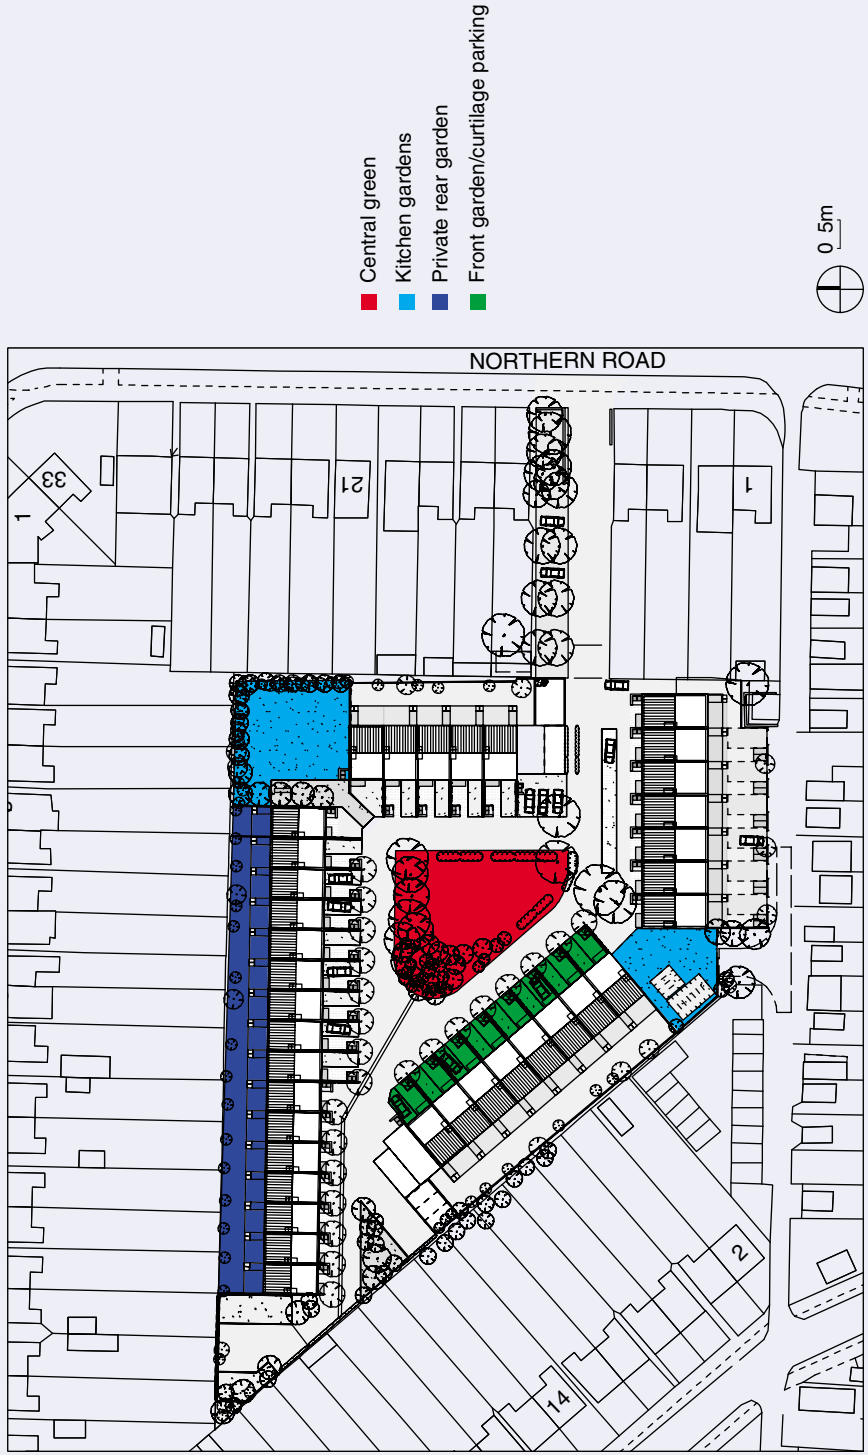 Central green
Kitchen gardens
Private rear garden
Front garden/curtilage parking
0 5m
NORTHERN ROAD
33
1
21
1
2
14